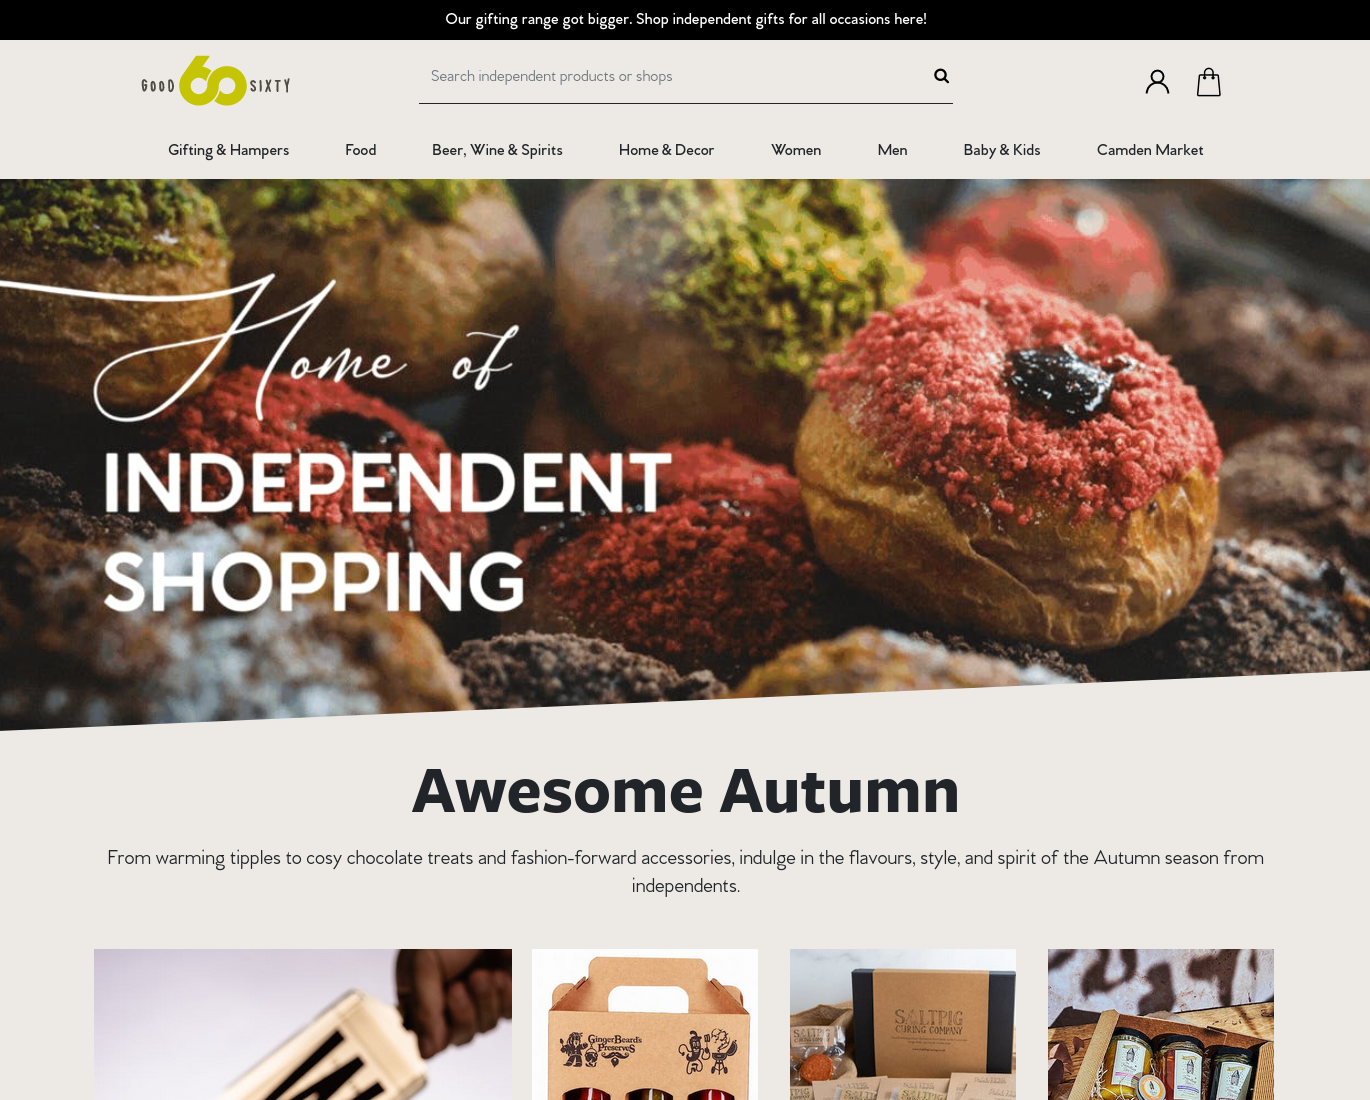 Our gifting range got bigger. Shop independent gifts for all occasions here!
GOOD 60 SIXTY
Search independent products or shops
Gifting & Hampers Food Beer, Wine & Spirits Home & Decor Women Men Baby & Kids Camden Market
Home of
INDEPENDENT
SHOPPING
Awesome Autumn
From warming tipples to cosy chocolate treats and fashion-forward accessories, indulge in the flavours, style, and spirit of the Autumn season from
independents.
GingerBeard's
Preserves
SALTPIG
CURING COMPANY
SALTPIG